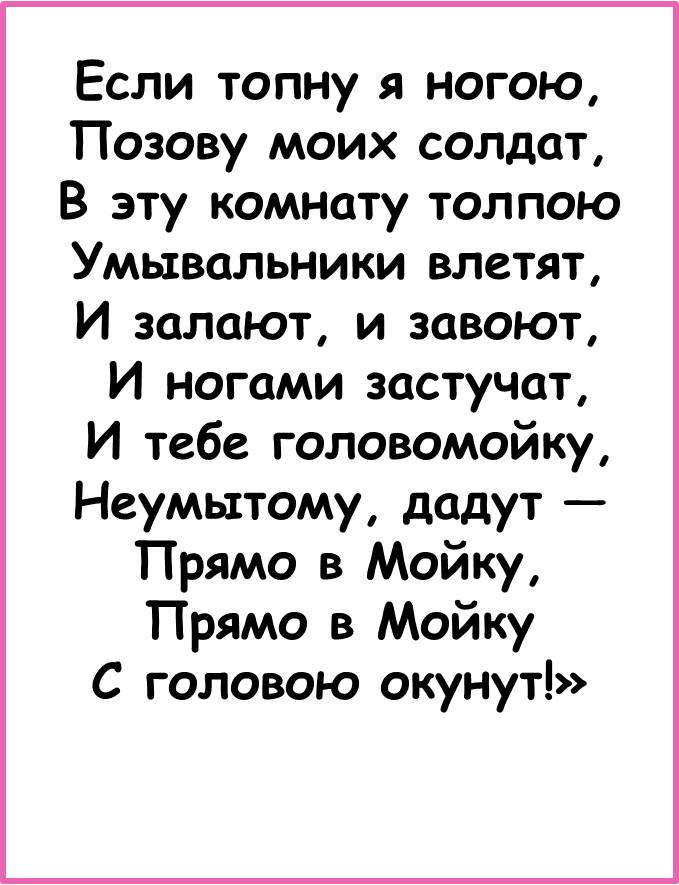 Если топну я ногою,
Позову моих солдат,
В эту комнату толпою
Умывальники влетят,
И залают, и завоют,
И ногами застучат,
И тебе головомойку,
Неумытому, дадут —
Прямо в Мойку,
Прямо в Мойку
С головою окунут!»